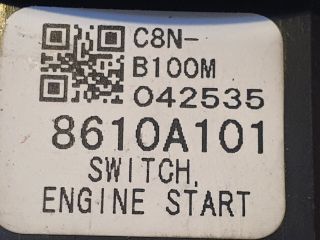 C8N-
B100M
042535
8610A101
SWITCH,
ENGINE START